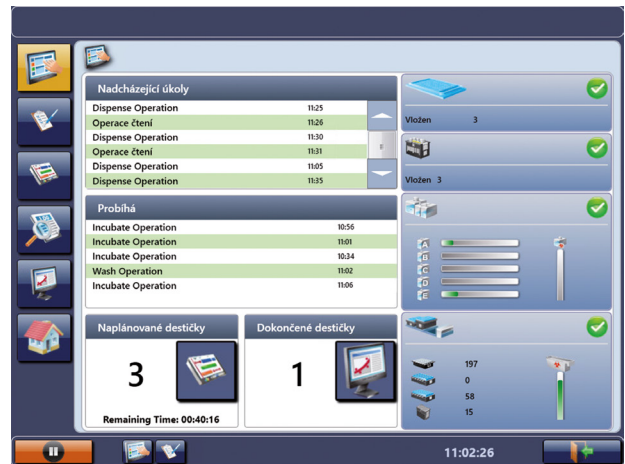 Nadcházející úkoly
Dispense Operation 11:25
Operace čtení 11:26
Dispense Operation 11:30
Operace čtení 11:31
Dispense Operation 11:05
Dispense Operation 11:35
Vložen 3
Vložen 3
Probíhá
Incubate Operation 10:56
Incubate Operation 11:01
Incubate Operation 10:34
Wash Operation 11:02
Incubate Operation 11:06
A
B
C
D
E
Naplánované destičky
3
Remaining Time: 00:40:16
Dokončené destičky
1
197
0
58
15
11:02:26